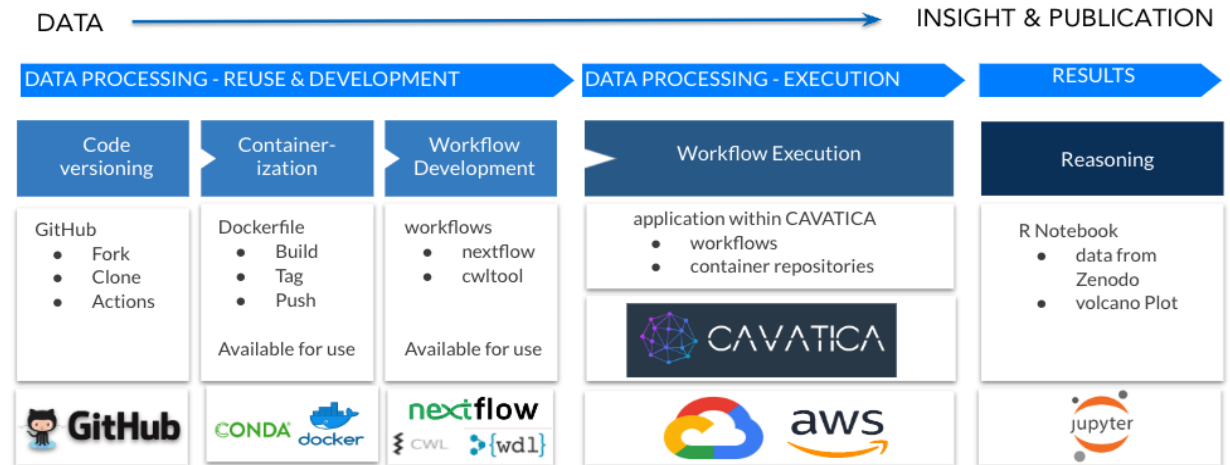 DATA
INSIGHT & PUBLICATION
DATA PROCESSING - REUSE & DEVELOPMENT
DATA PROCESSING - EXECUTION
RESULTS
Code
versioning
Container-
ization
Workflow
Development
Workflow Execution
Reasoning
GitHub
● Fork
● Clone
● Actions
Dockerfile
● Build
● Tag
● Push
Available for use
workflows
● nextflow
● cwltool
Available for use
application within CAVATICA
● workflows
● container repositories
CAVATICA
R Notebook
● data from
Zenodo
● volcano Plot
GitHub
CONDA
docker
nextflow
CWL
{wdl}
aws
jupyter